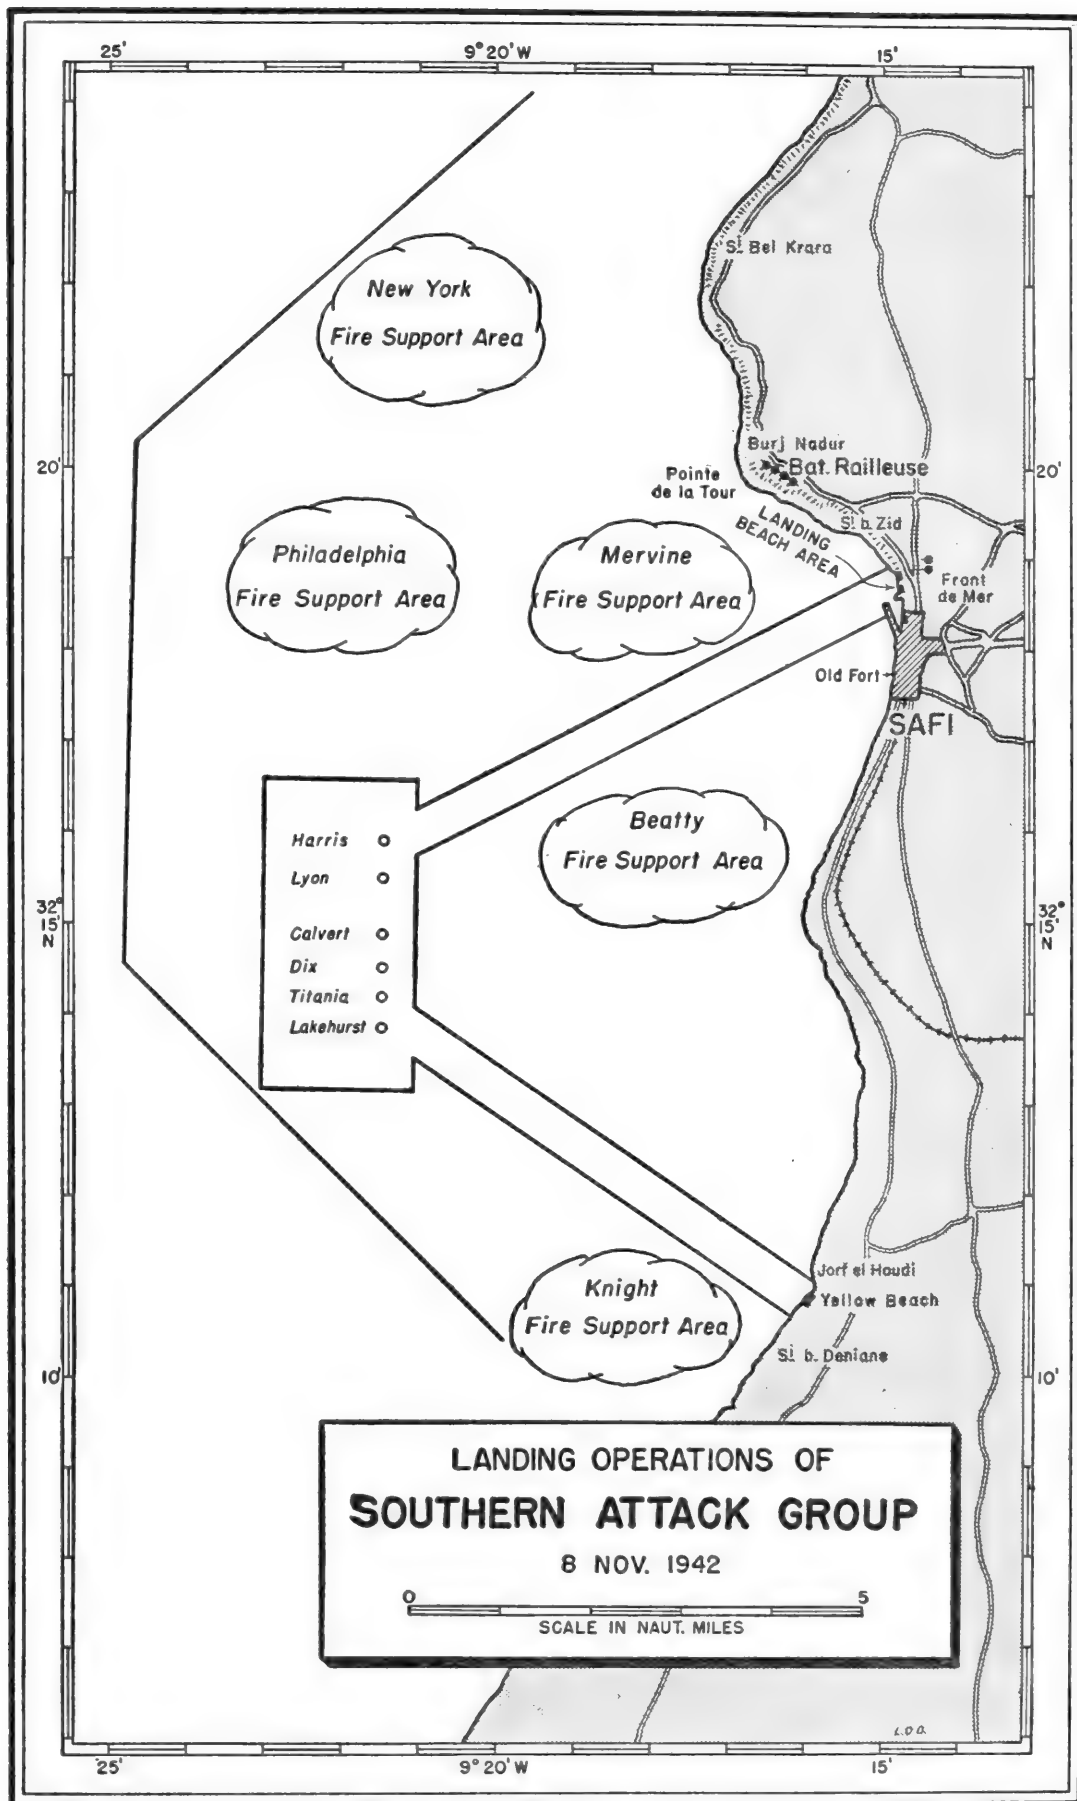 25'
9° 20' W
15'
New York
Fire Support Area
St. Bel Krara
Burj Nadur
Bat. Railleuse
Pointe
de la Tour
20'
20'
LANDING
BEACH AREA
St. b. Zid
Front
de Mer
Philadelphia
Fire Support Area
Mervine
Fire Support Area
Old Fort
SAFI
Beatty
Fire Support Area
Harris
Lyon
Calvert
Dix
Titania
Lakehurst
32°
15'
N
32°
15'
N
Jorf el Houdi
Yellow Beach
St. b. Deniane
Knight
Fire Support Area
10'
10'
LANDING OPERATIONS OF
SOUTHERN ATTACK GROUP
8 NOV. 1942
0 5
SCALE IN NAUT. MILES
L.O.O.
25'
9° 20' W
15'